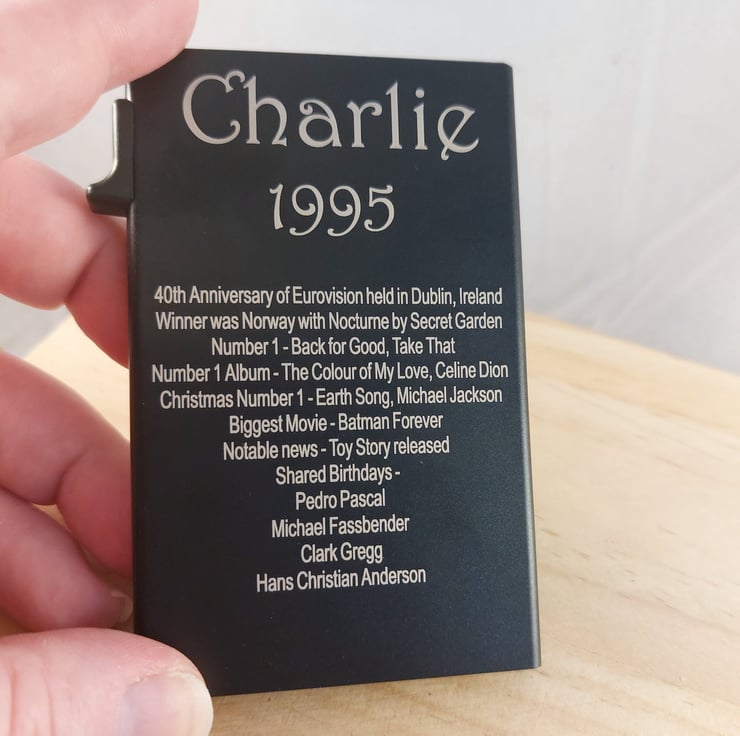 Charlie
1995
40th Anniversary of Eurovision held in Dublin, Ireland
Winner was Norway with Nocturne by Secret Garden
Number 1 - Back for Good, Take That
Number 1 Album - The Colour of My Love, Celine Dion
Christmas Number 1 - Earth Song, Michael Jackson
Biggest Movie - Batman Forever
Notable news - Toy Story released
Shared Birthdays -
Pedro Pascal
Michael Fassbender
Clark Gregg
Hans Christian Anderson